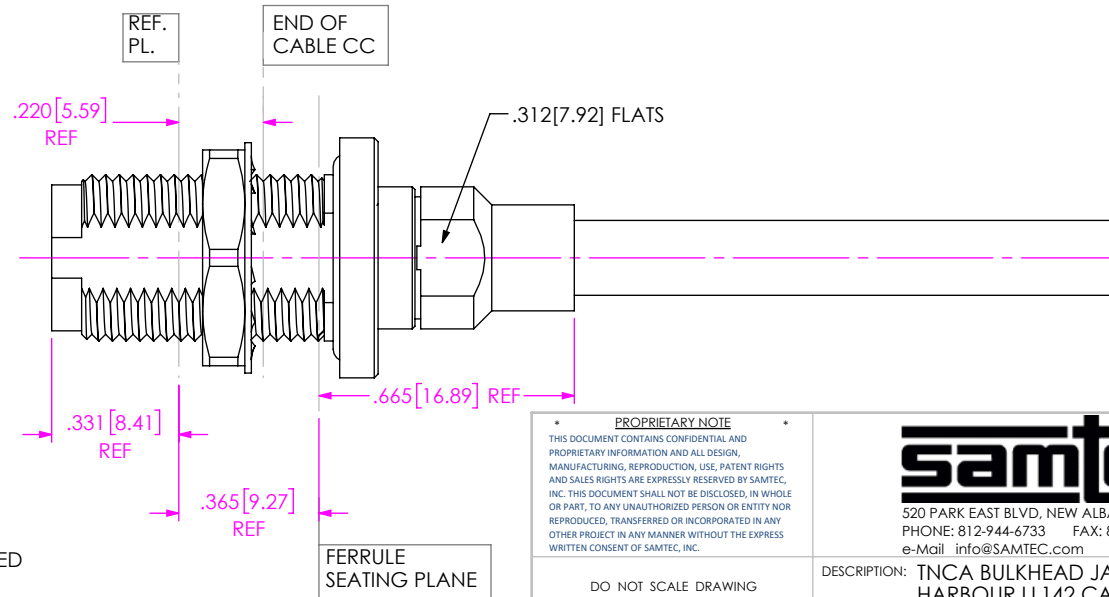 REF.
PL.
END OF
CABLE CC
.220[5.59]
REF
.312[7.92] FLATS
.665[16.89] REF
.331[8.41]
REF
.365[9.27]
REF
FERRULE
SEATING PLANE
ED
* PROPRIETARY NOTE *
THIS DOCUMENT CONTAINS CONFIDENTIAL AND
PROPRIETARY INFORMATION AND ALL DESIGN,
MANUFACTURING, REPRODUCTION, USE, PATENT RIGHTS
AND SALES RIGHTS ARE EXPRESSLY RESERVED BY SAMTEC,
INC. THIS DOCUMENT SHALL NOT BE DISCLOSED, IN WHOLE
OR PART, TO ANY UNAUTHORIZED PERSON OR ENTITY NOR
REPRODUCED, TRANSFERRED OR INCORPORATED IN ANY
OTHER PROJECT IN ANY MANNER WITHOUT THE EXPRESS
WRITTEN CONSENT OF SAMTEC, INC.
DO NOT SCALE DRAWING
samte
520 PARK EAST BLVD, NEW ALBA
PHONE: 812-944-6733 FAX: 8
e-Mail info@SAMTEC.com
DESCRIPTION: TNCA BULKHEAD JA
HARBOUR LL142 CA